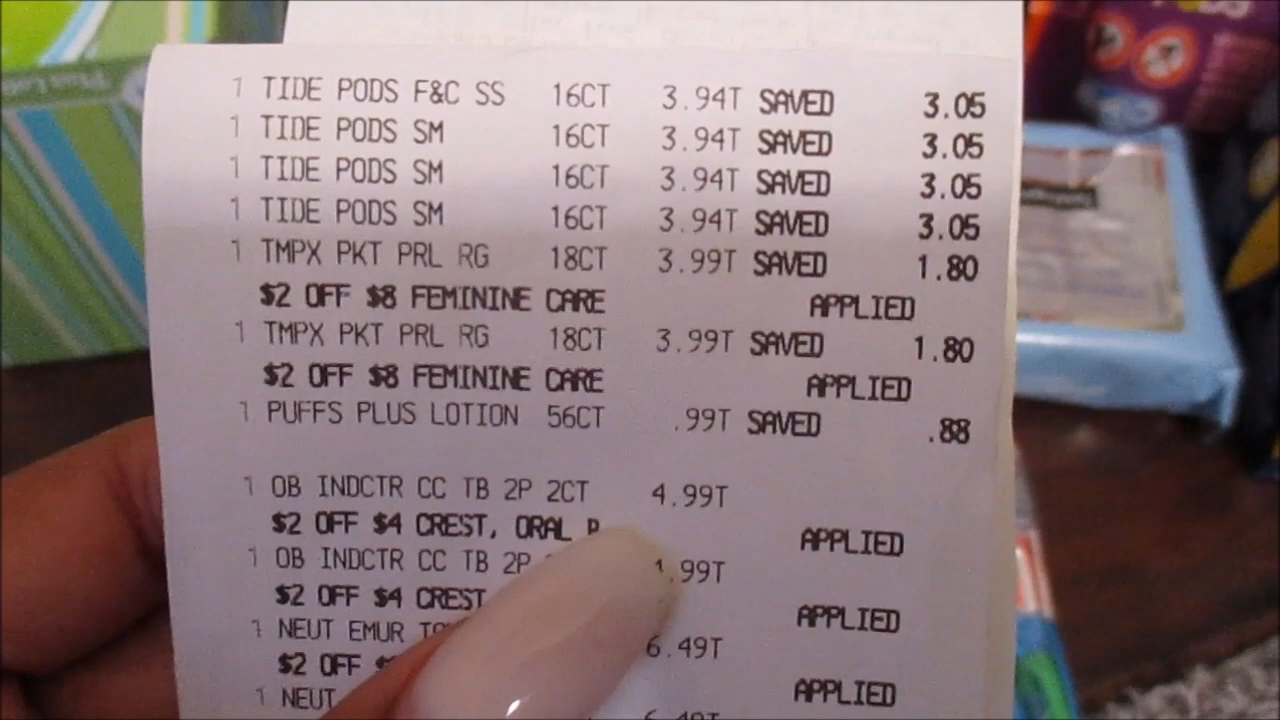 1 TIDE PODS F&C SS 16CT 3.94T SAVED 3.05
1 TIDE PODS SM 16CT 3.94T SAVED 3.05
1 TIDE PODS SM 16CT 3.94T SAVED 3.05
1 TIDE PODS SM 16CT 3.94T SAVED 3.05
1 TMPX PKT PRL RG 18CT 3.99T SAVED 1.80
$2 OFF $8 FEMININE CARE APPLIED
1 TMPX PKT PRL RG 18CT 3.99T SAVED 1.80
$2 OFF $8 FEMININE CARE APPLIED
1 PUFFS PLUS LOTION 56CT .99T SAVED .88
1 OB INDCTR CC TB 2P 2CT 4.99T
$2 OFF $4 CREST, ORAL APPLIED
1 OB INDCTR CC TB 2P .99T
$2 OFF $4 CREST APPLIED
1 NEUT EMUR 6.49T
$2 OFF APPLIED
1 NEUT